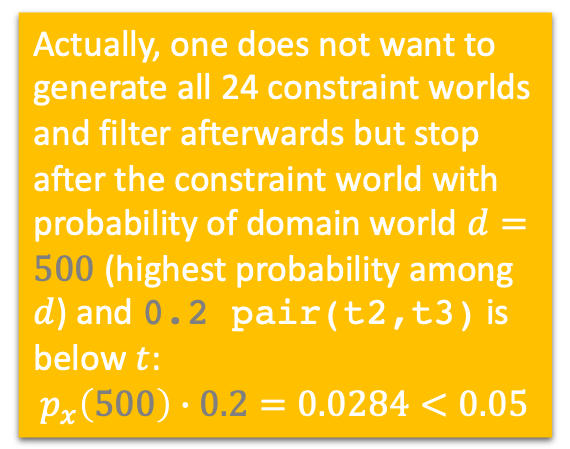 Actually, one does not want to
generate all 24 constraint worlds
and filter afterwards but stop
after the constraint world with
probability of domain world 𝑑 =
500 (highest probability among
𝑑) and 0.2 pair(t2,t3) is
below 𝑡:
𝑝ₓ(500) · 0.2 = 0.0284 < 0.05